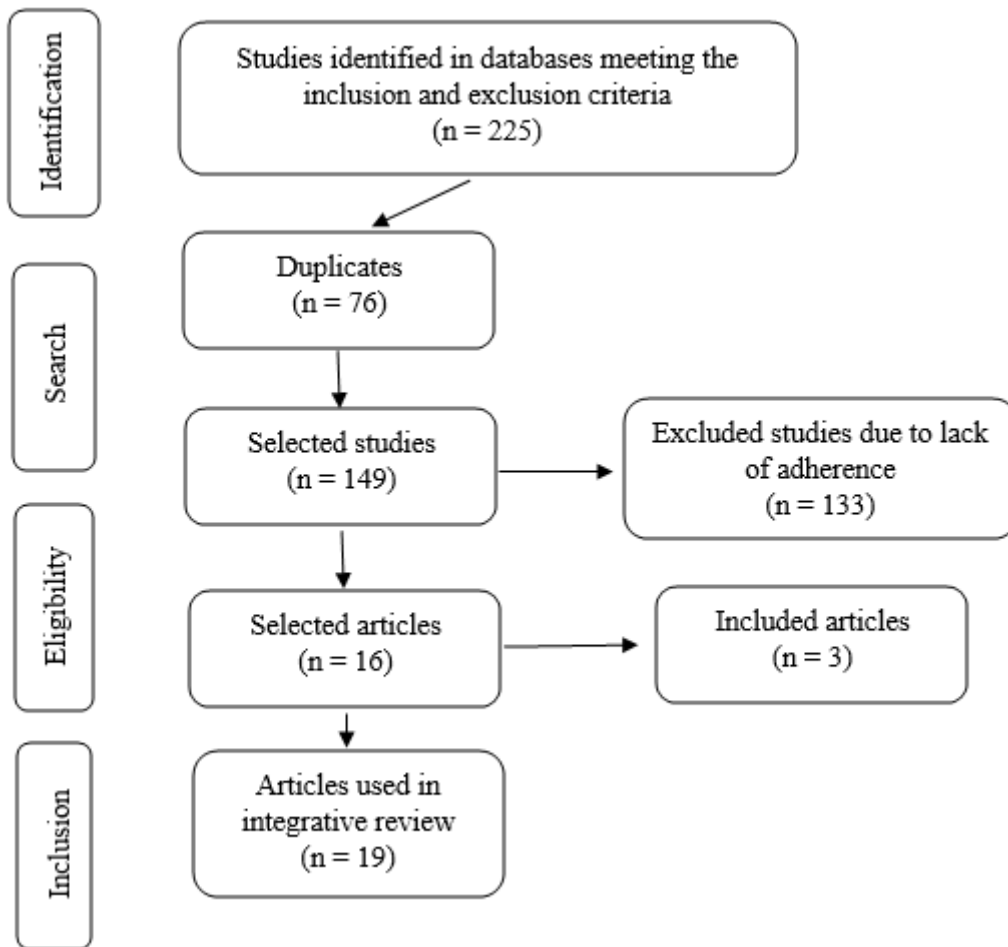 Identification
Studies identified in databases meeting the
inclusion and exclusion criteria
(n = 225)
Search
Duplicates
(n = 76)
Selected studies
(n = 149)
Excluded studies due to lack
of adherence
(n = 133)
Eligibility
Selected articles
(n = 16)
Included articles
(n = 3)
Inclusion
Articles used in
integrative review
(n = 19)